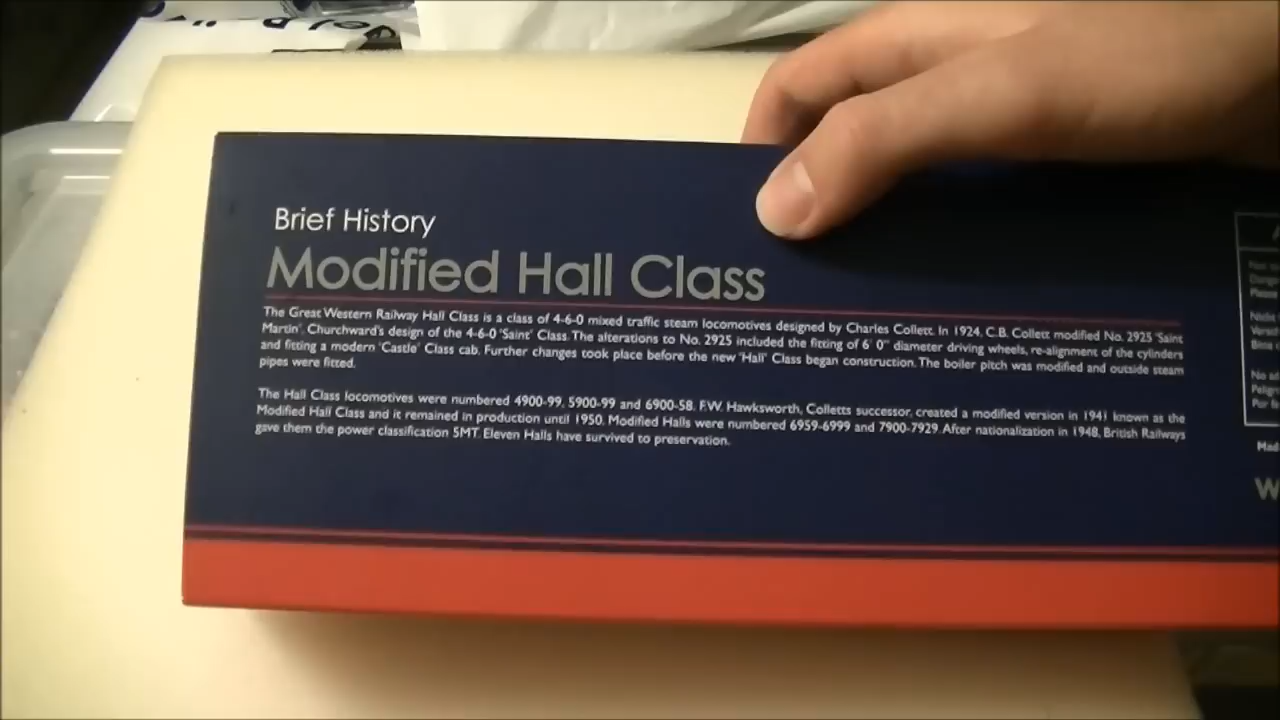 Brief History
Modified Hall Class
The Great Western Railway Hall Class is a class of 4-6-0 mixed traffic steam locomotives designed by Charles Collett. In 1924, C.B. Collett modified No. 2925 'Saint
Martin'. Churchward's design of the 4-6-0 'Saint' Class. The alterations to No. 2925 included the fitting of 6' 0" diameter driving wheels, re-alignment of the cylinders
and fitting a modern 'Castle' Class cab. Further changes took place before the new 'Hall' Class began construction. The boiler pitch was modified and outside steam
pipes were fitted.
The Hall Class locomotives were numbered 4900-99, 5900-99 and 6900-58. F.W. Hawksworth, Colletts successor, created a modified version in 1941 known as the
Modified Hall Class and it remained in production until 1950. Modified Halls were numbered 6959-6999 and 7900-7929. After nationalization in 1948, British Railways
gave them the power classification 5MT. Eleven Halls have survived to preservation.